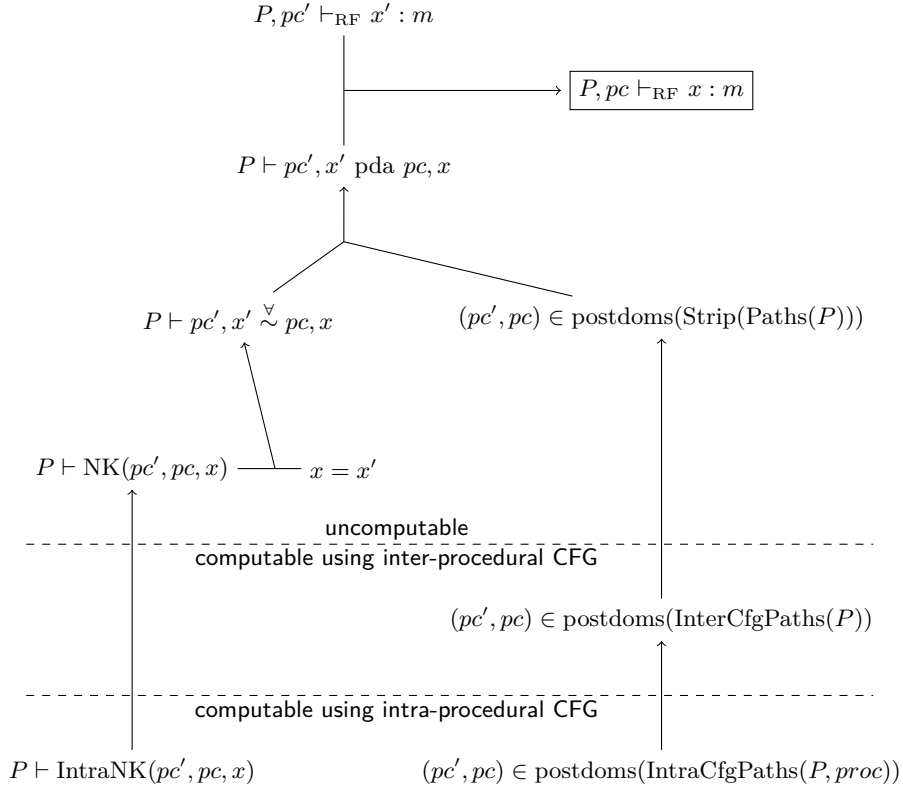 P, pc′ ⊢RF x′ : m
P, pc ⊢RF x : m
P ⊢ pc′, x′ pda pc, x
P ⊢ pc′, x′ ∀∼ pc, x
(pc′, pc) ∈ postdoms(Strip(Paths(P)))
P ⊢ NK(pc′, pc, x)
x = x′
uncomputable
computable using inter-procedural CFG
(pc′, pc) ∈ postdoms(InterCfgPaths(P))
computable using intra-procedural CFG
P ⊢ IntraNK(pc′, pc, x)
(pc′, pc) ∈ postdoms(IntraCfgPaths(P, proc))